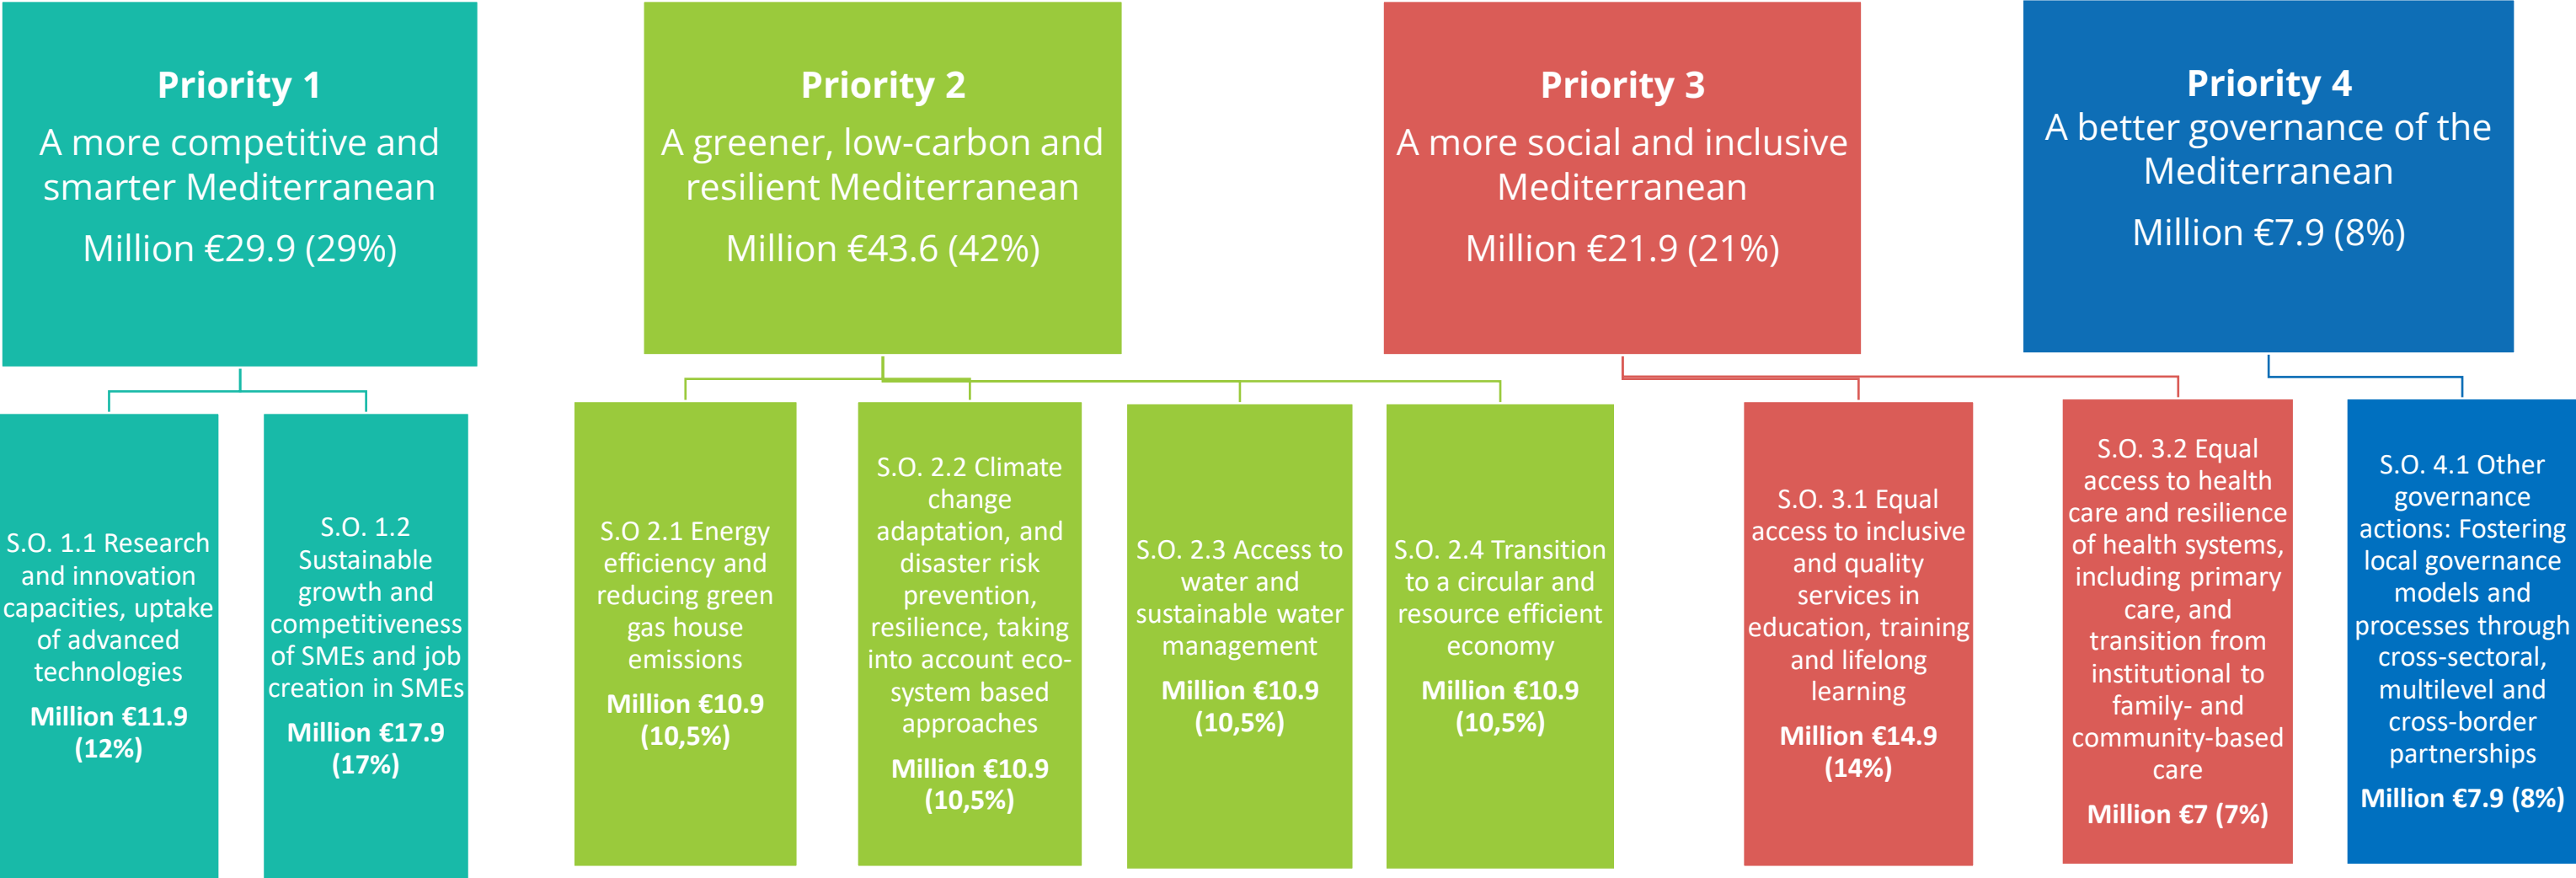 Priority 1
A more competitive and
smarter Mediterranean
Million €29.9 (29%)
Priority 2
A greener, low-carbon and
resilient Mediterranean
Million €43.6 (42%)
Priority 3
A more social and inclusive
Mediterranean
Million €21.9 (21%)
Priority 4
A better governance of the
Mediterranean
Million €7.9 (8%)
S.O. 1.1 Research
and innovation
capacities, uptake
of advanced
technologies
Million €11.9
(12%)
S.O. 1.2
Sustainable
growth and
competitiveness
of SMEs and job
creation in SMEs
Million €17.9
(17%)
S.O 2.1 Energy
efficiency and
reducing green
gas house
emissions
Million €10.9
(10,5%)
S.O. 2.2 Climate
change
adaptation, and
disaster risk
prevention,
resilience, taking
into account eco-
system based
approaches
Million €10.9
(10,5%)
S.O. 2.3 Access to
water and
sustainable water
management
Million €10.9
(10,5%)
S.O. 2.4 Transition
to a circular and
resource efficient
economy
Million €10.9
(10,5%)
S.O. 3.1 Equal
access to inclusive
and quality
services in
education, training
and lifelong
learning
Million €14.9
(14%)
S.O. 3.2 Equal
access to health
care and resilience
of health systems,
including primary
care, and
transition from
institutional to
family- and
community-based
care
Million €7 (7%)
S.O. 4.1 Other
governance
actions: Fostering
local governance
models and
processes through
cross-sectoral,
multilevel and
cross-border
partnerships
Million €7.9 (8%)